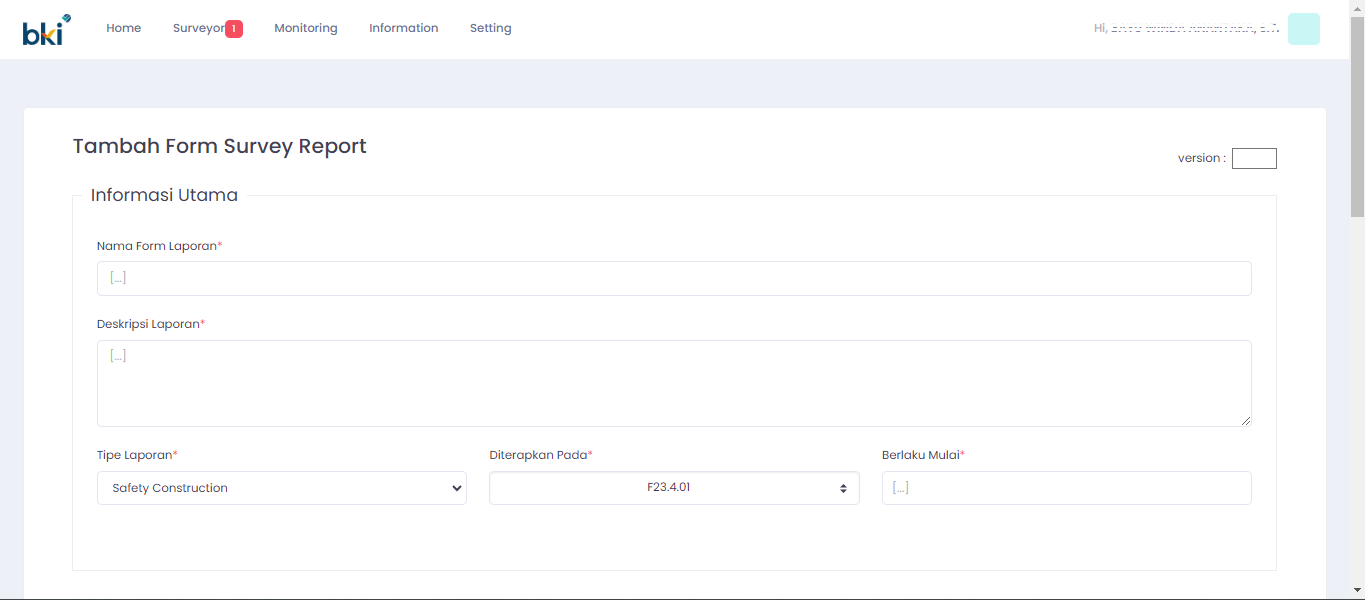 bki
Home Surveyor 1 Monitoring Information Setting
Hi,
Tambah Form Survey Report
version :
Informasi Utama
Nama Form Laporan*
[...]
Deskripsi Laporan*
[...]
Tipe Laporan* Diterapkan Pada* Berlaku Mulai*
Safety Construction F23.4.01 [...]